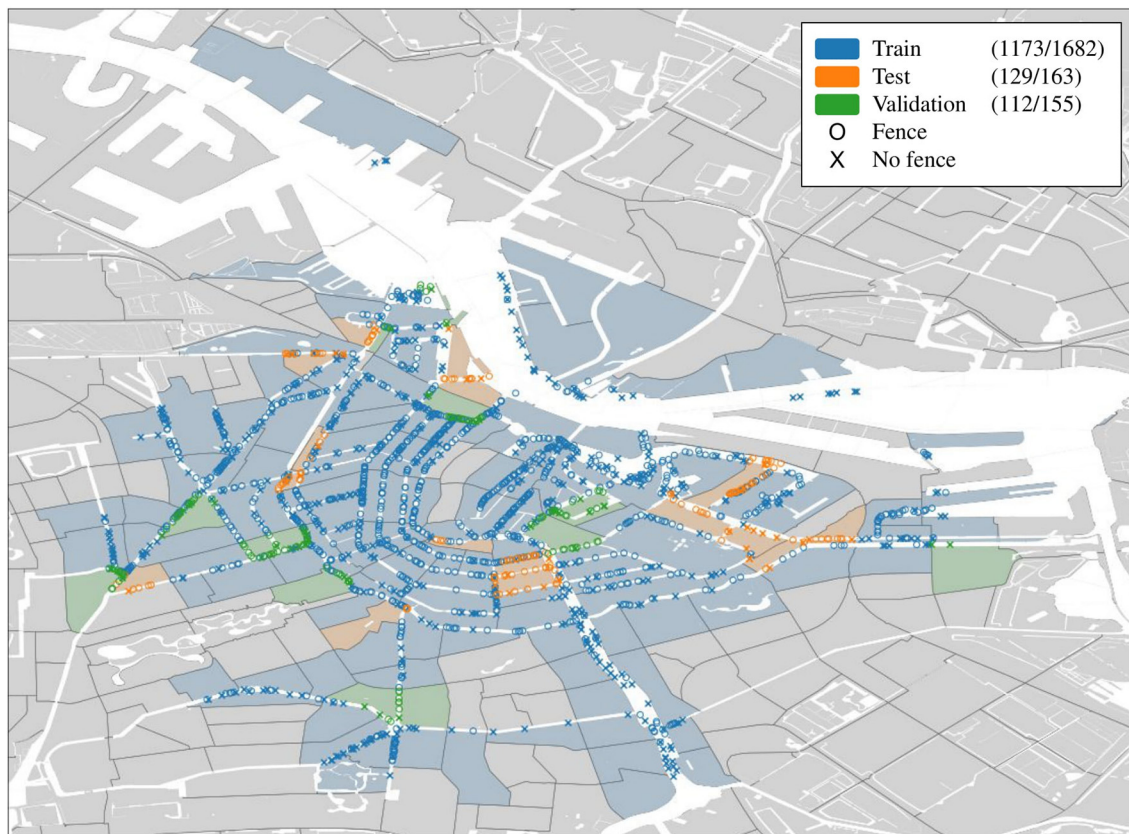 Train (1173/1682)
Test (129/163)
Validation (112/155)
Fence
No fence